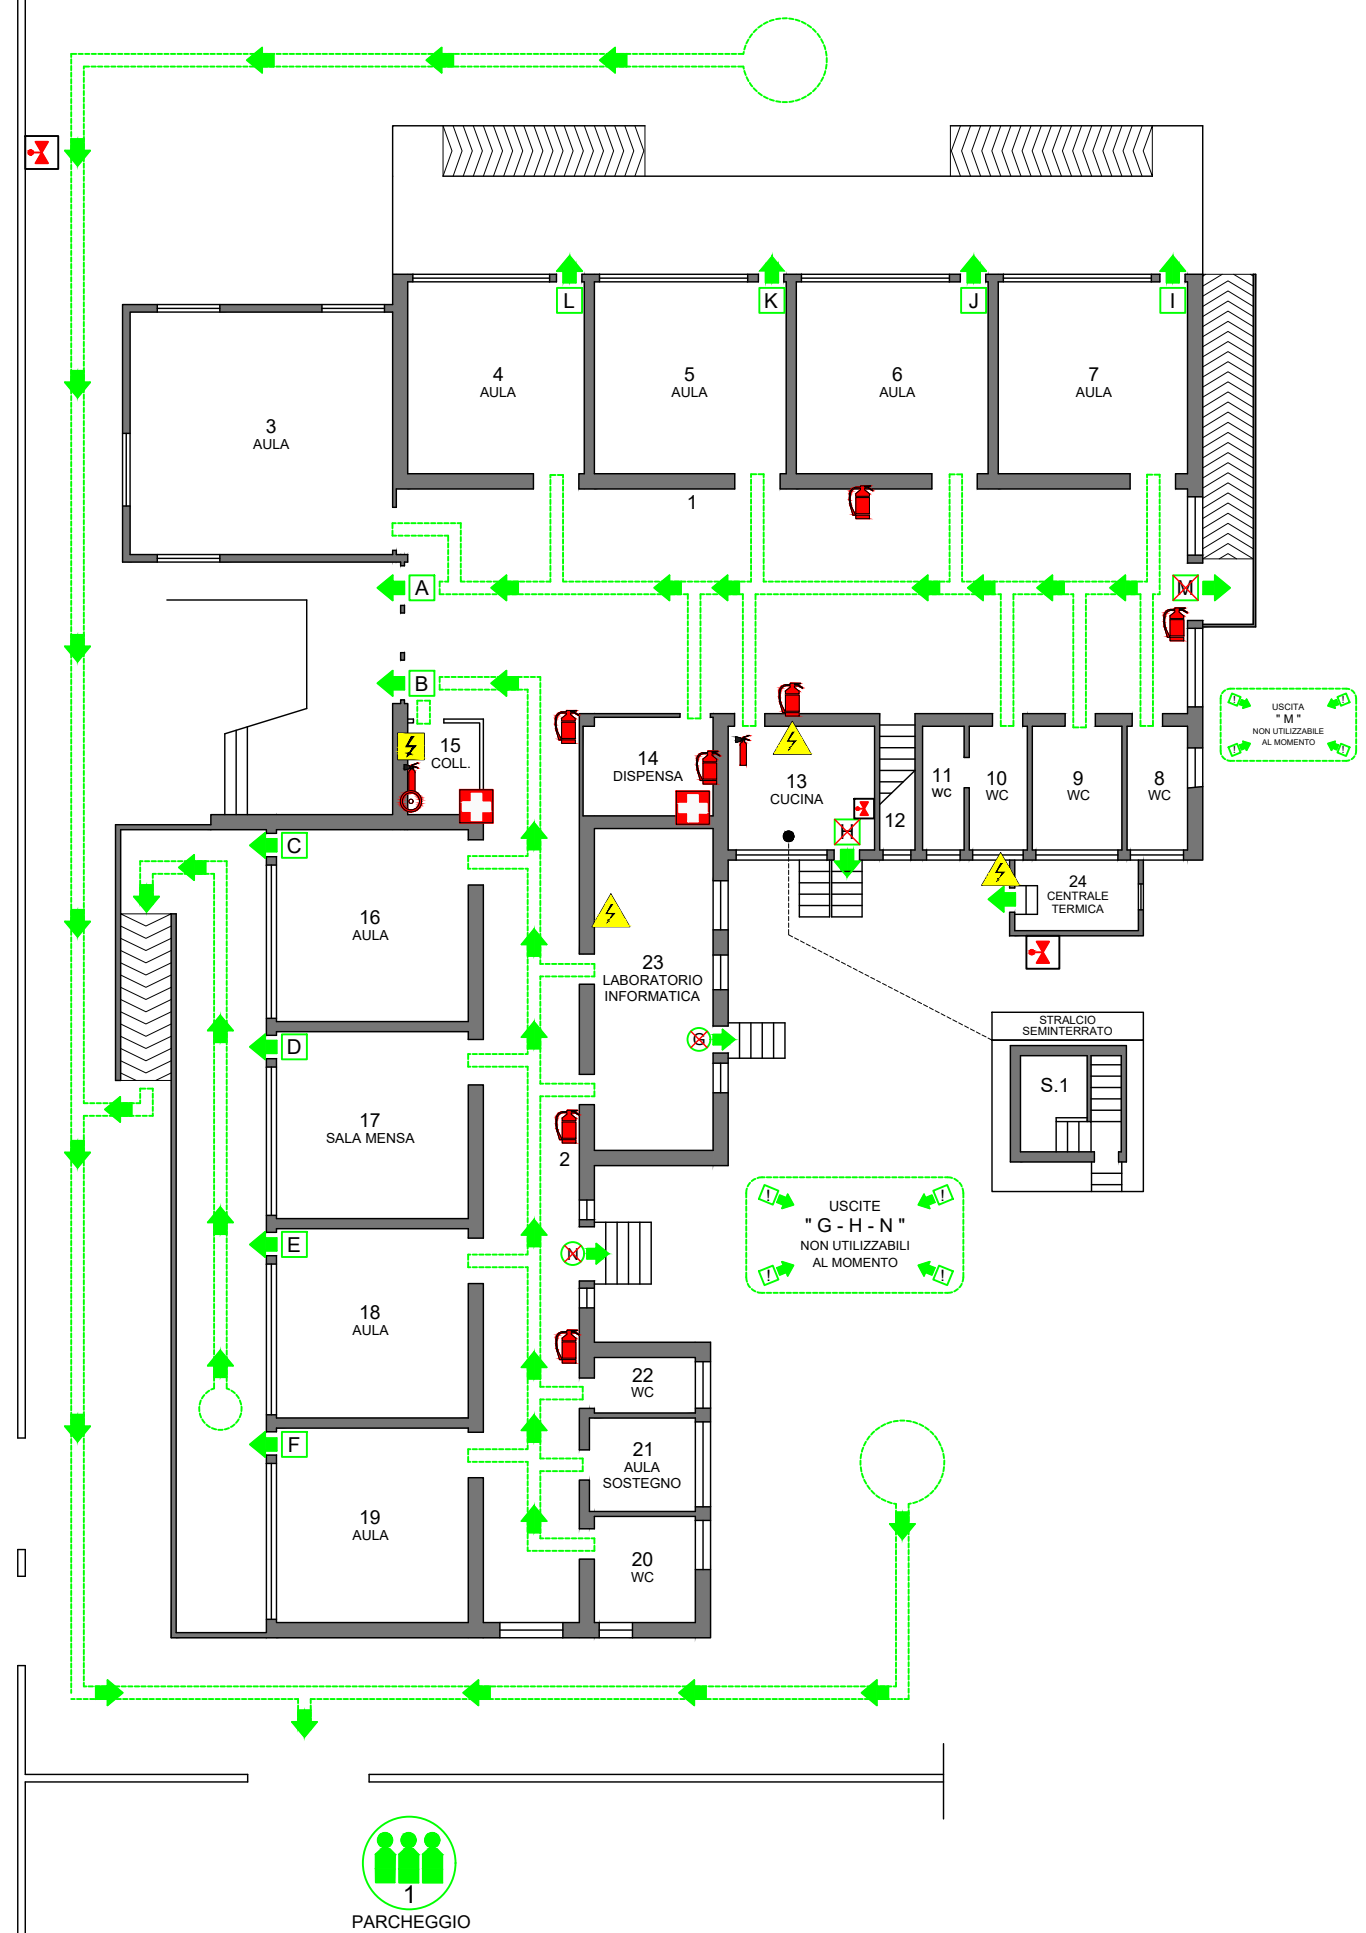 L
K
J
I
4
AULA
5
AULA
6
AULA
7
AULA
3
AULA
1
A
M
B
USCITA
" M "
NON UTILIZZABILE
AL MOMENTO
!
!
!
!
15
COLL.
14
DISPENSA
13
CUCINA
H
12
11
wc
10
WC
9
WC
8
WC
C
16
AULA
24
CENTRALE
TERMICA
23
LABORATORIO
INFORMATICA
G
D
STRALCIO
SEMINTERRATO
S.1
17
SALA MENSA
2
USCITE
" G - H - N "
NON UTILIZZABILI
AL MOMENTO
!
!
!
!
E
N
18
AULA
22
WC
F
21
AULA
SOSTEGNO
19
AULA
20
WC
1
PARCHEGGIO